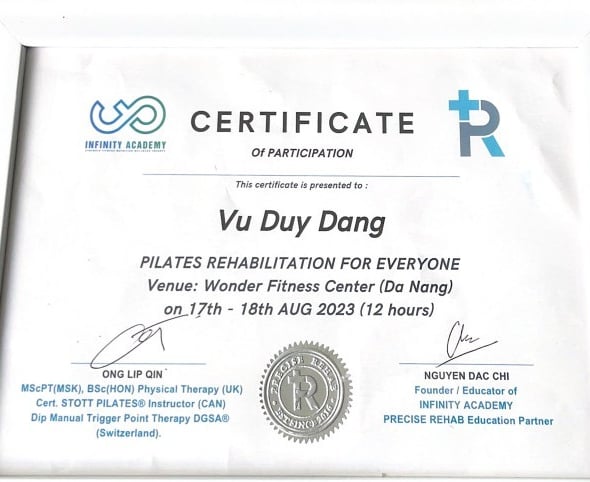 CERTIFICATE
INFINITY ACADEMY
R
Of PARTICIPATION
This certificate is presented to :
Vu Duy Dang
PILATES REHABILITATION FOR EVERYONE
Venue: Wonder Fitness Center (Da Nang)
on 17th - 18th AUG 2023 (12 hours)
ONG LIP QIN
MScPT(MSK), BSc(HON) Physical Therapy (UK)
Cert. STOTT PILATES® Instructor (CAN)
Dip Manual Trigger Point Therapy DGSA®
(Switzerland).
PRECISE REHAB
R
NGUYEN DAC CHI
Founder / Educator of
INFINITY ACADEMY
PRECISE REHAB Education Partner